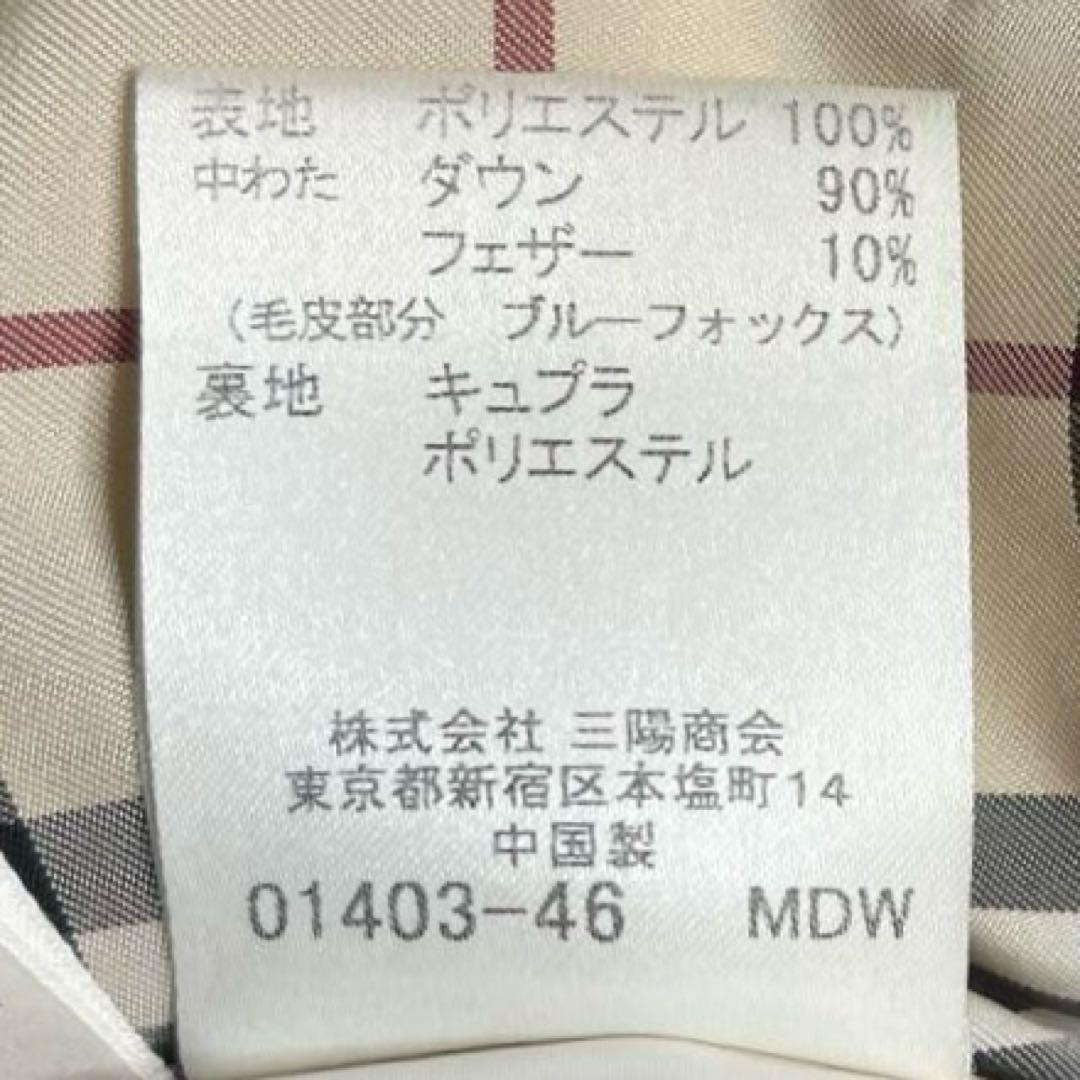 表地 ポリエステル 100%
中わた ダウン 90%
フェザー 10%
(毛皮部分 ブルーフォックス)
裏地 キュプラ
ポリエステル
株式会社 三陽商会
東京都新宿区本塩町14
中国製
01403-46 MDW